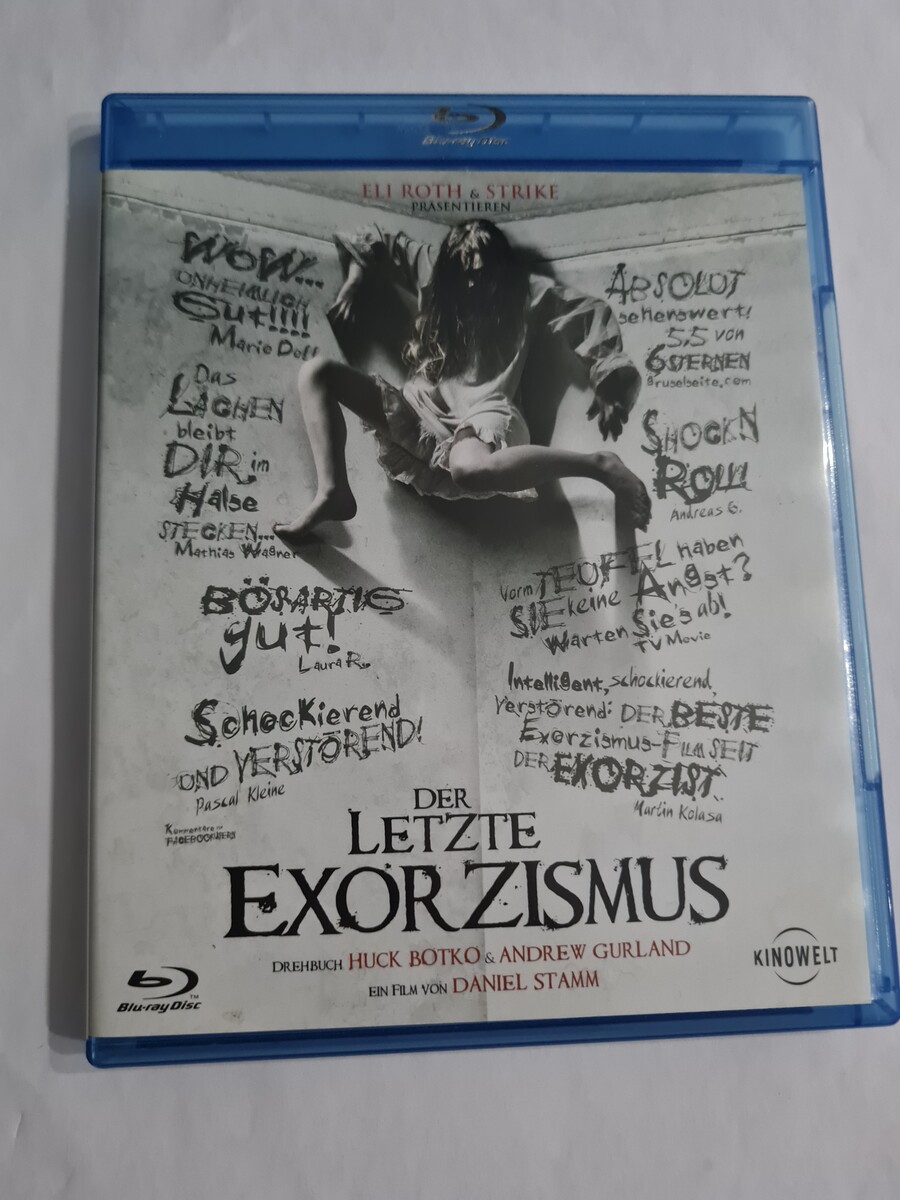 Blu-ray Disc
ELI ROTH & STRIKE
PRÄSENTIEREN
WOW...
UNHEIMLICH
Gut!!!!
Mario Doll
Das
LACHEN
bleibt
DIR im
Halse
STECKEN...
Mathias Wagner
BÖSARTIG
gut!
Laura R.
Schockierend
UND VERSTÖREND!
Pascal Kleine
Kommentare
ABSOLUT
sehenswert!
5,5 von
6 STERNEN
Gruselseite.com
SHOCK N
ROLL!
Andreas G.
Vorm TEUFEL haben
SIE keine Angst?
Warten Sie's ab!
TV Movie
Intelligent, schockierend,
Verstörend: DER BESTE
Exorzismus-FILM SEIT
DER EXORZIST.
Martin Kolasa
DER
LETZTE
EXORZISMUS
DREHBUCH HUCK BOTKO & ANDREW GURLAND
EIN FILM VON DANIEL STAMM
KINOWELT
Blu-ray Disc™